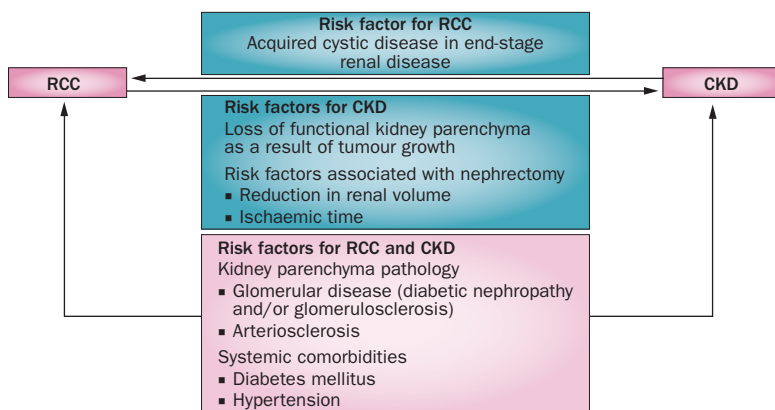 Risk factor for RCC
Acquired cystic disease in end-stage
renal disease
RCC
CKD
Risk factors for CKD
Loss of functional kidney parenchyma
as a result of tumour growth
Risk factors associated with nephrectomy
▪ Reduction in renal volume
▪ Ischaemic time
Risk factors for RCC and CKD
Kidney parenchyma pathology
▪ Glomerular disease (diabetic nephropathy
and/or glomerulosclerosis)
▪ Arteriosclerosis
Systemic comorbidities
▪ Diabetes mellitus
▪ Hypertension